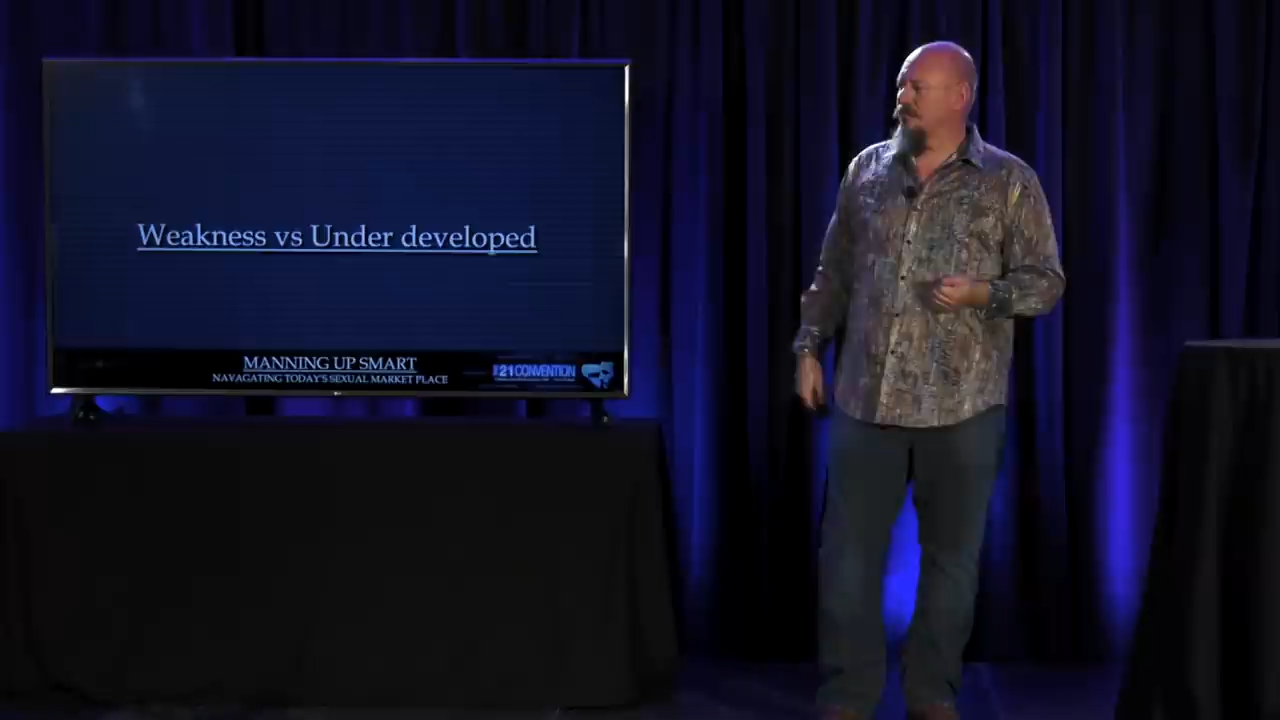 Weakness vs Under developed
MANNING UP SMART
NAVAGATING TODAY'S SEXUAL MARKET PLACE
21CONVENTION